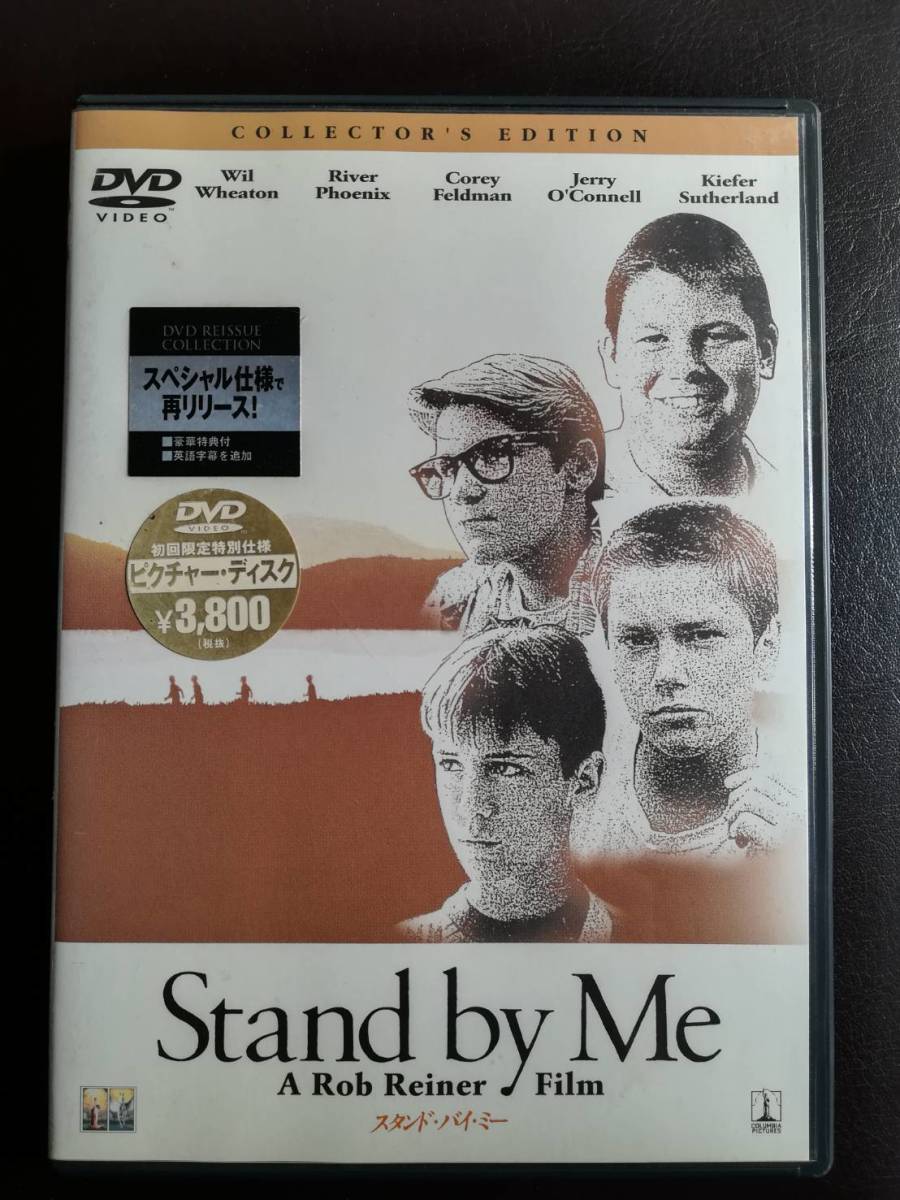 COLLECTOR'S EDITION
DVD
VIDEO
Wil
Wheaton
River
Phoenix
Corey
Feldman
Jerry
O'Connell
Kiefer
Sutherland
DVD REISSUE
COLLECTION
スペシャル仕様で
再リリース!
■豪華特典付
■英語字幕を追加
DVD
VIDEO
初回限定特別仕様
ピクチャー・ディスク
¥3,800
(税抜)
Stand by Me
A Rob Reiner Film
スタンド・バイ・ミー
COLUMBIA
PICTURES